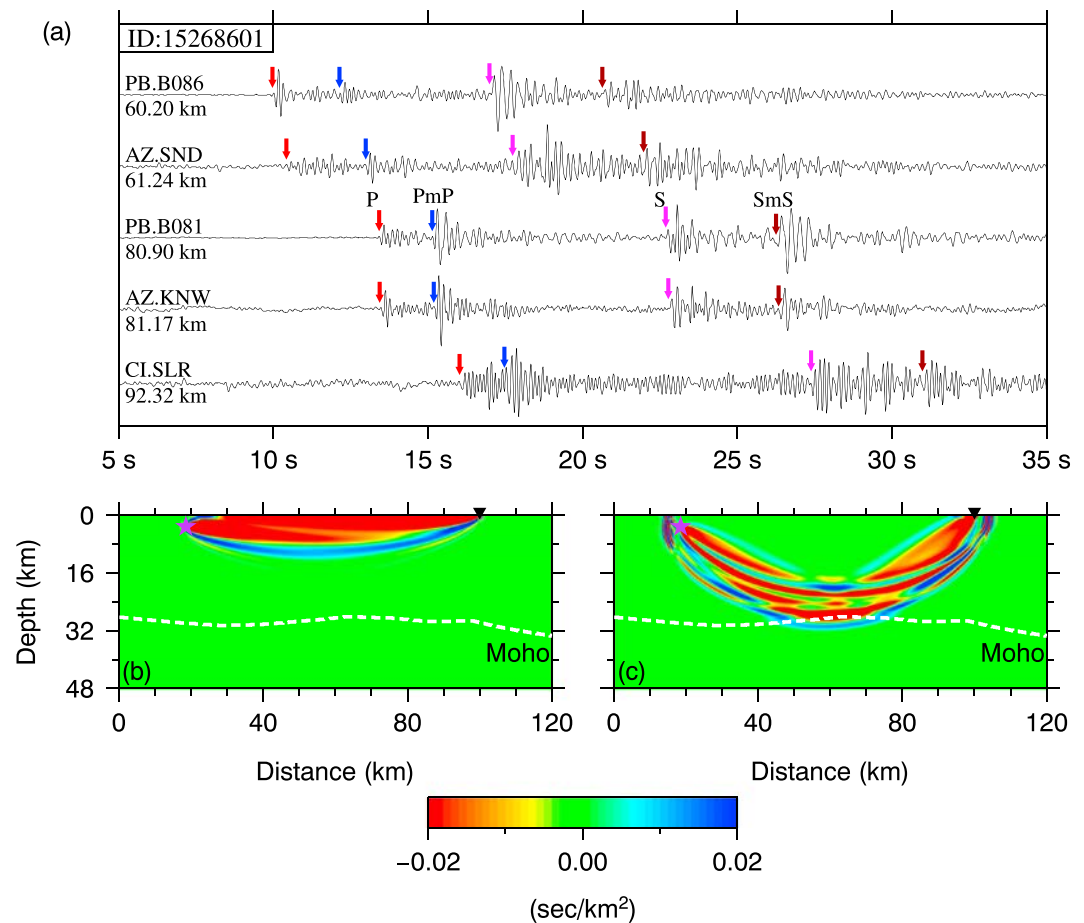 (a)
ID:15268601
PB.B086
60.20 km
AZ.SND
61.24 km
P PmP S SmS
PB.B081
80.90 km
AZ.KNW
81.17 km
CI.SLR
92.32 km
5 s 10 s 15 s 20 s 25 s 30 s 35 s
Depth (km)
0
16
32
48
Moho
(b)
0 40 80 120
Distance (km)
0
16
32
48
Moho
(c)
0 40 80 120
Distance (km)
−0.02 0.00 0.02
(sec/km²)